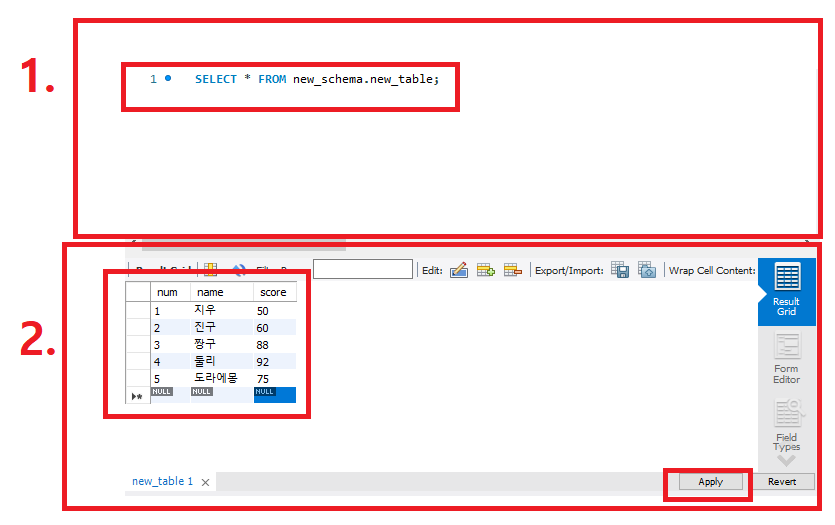 1.
1 SELECT * FROM new_schema.new_table;
2.
Result Grid Edit: Export/Import: Wrap Cell Content:
num name score
1 지우 50
2 진구 60
3 짱구 88
4 둘리 92
5 도라에몽 75
NULL NULL NULL
Result
Grid
Form
Editor
Field
Types
new_table 1 ×
Apply Revert